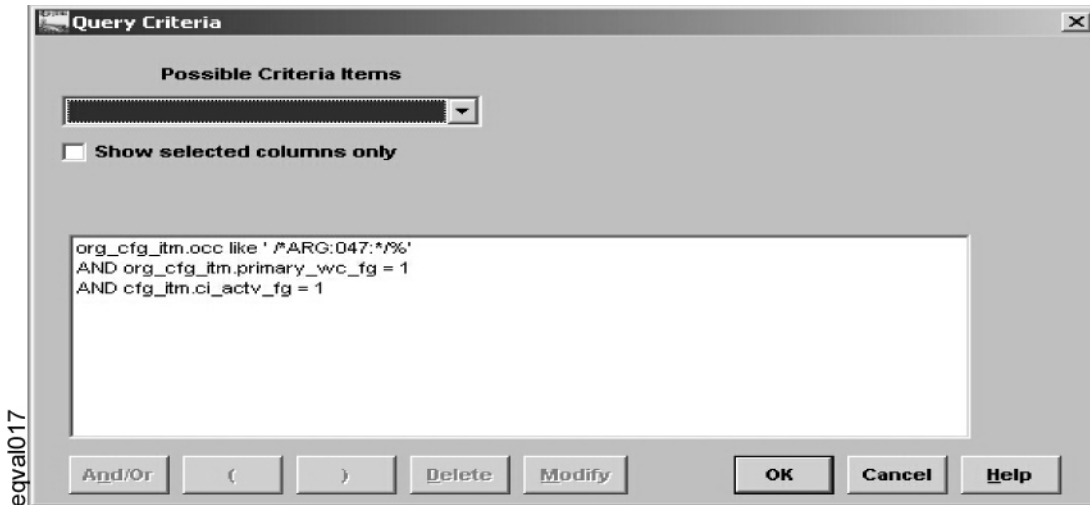 Query Criteria
Possible Criteria Items
Show selected columns only
org_cfg_itm.occ like ' /*ARG:047:*/%'
AND org_cfg_itm.primary_wc_fg = 1
AND cfg_itm.ci_actv_fg = 1
And/Or ( ) Delete Modify OK Cancel Help
eqval017